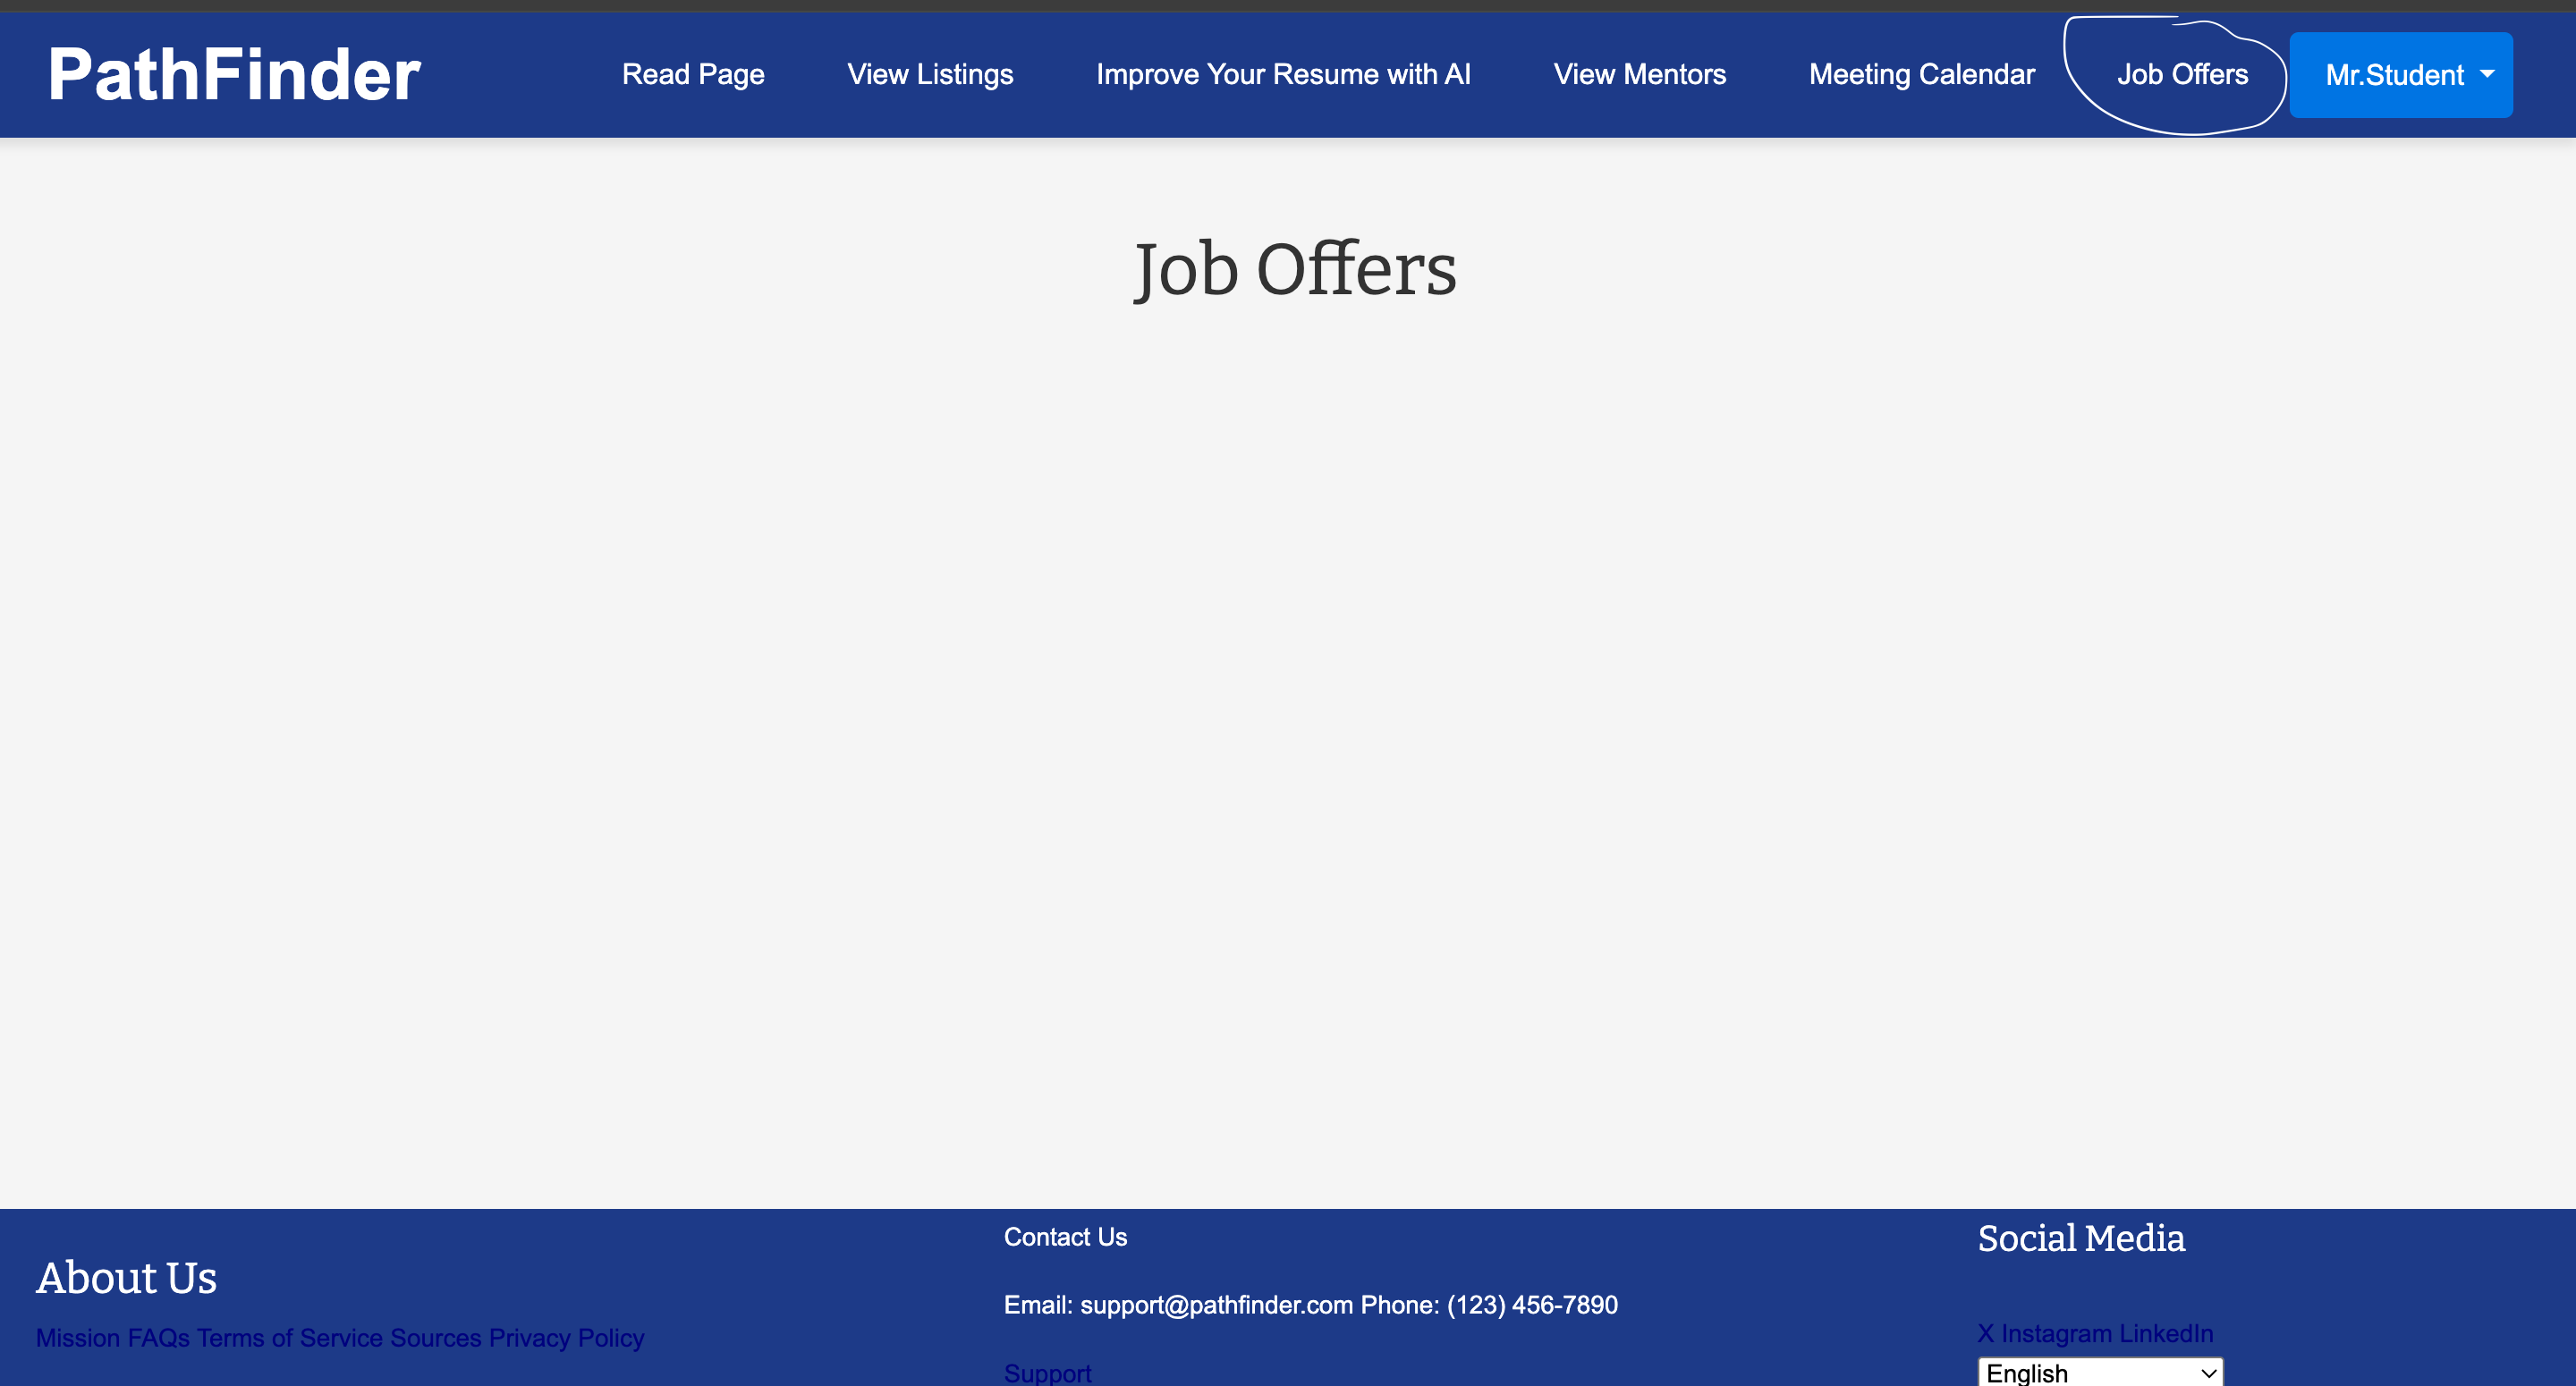 PathFinder
Read Page
View Listings
Improve Your Resume with AI
View Mentors
Meeting Calendar
Job Offers
Mr.Student
Job Offers
About Us
Mission FAQs Terms of Service Sources Privacy Policy
Contact Us
Email: support@pathfinder.com Phone: (123) 456-7890
Support
Social Media
X Instagram LinkedIn
English